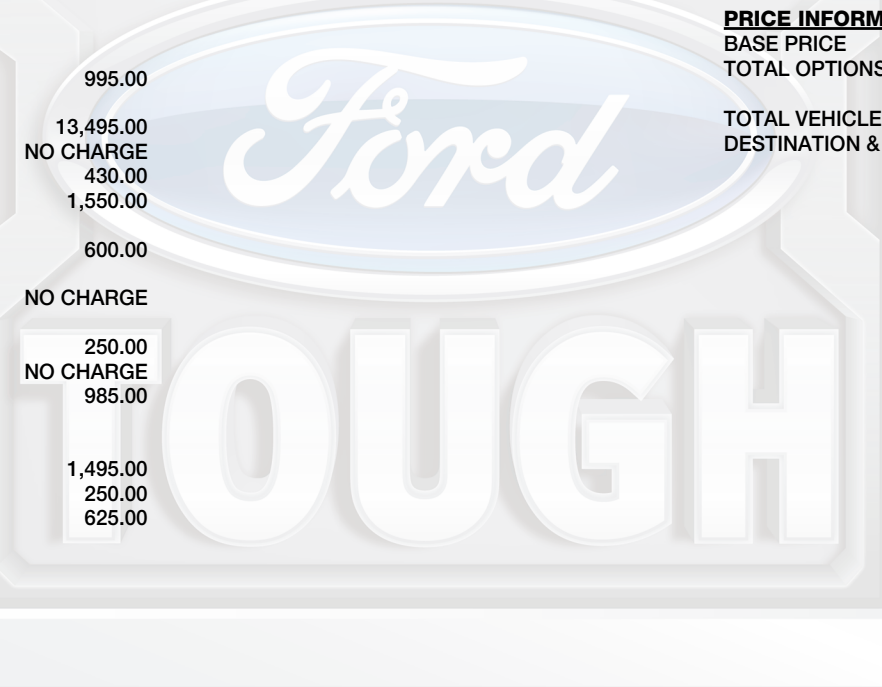 995.00
13,495.00
NO CHARGE
430.00
1,550.00
600.00
NO CHARGE
250.00
NO CHARGE
985.00
1,495.00
250.00
625.00
PRICE INFORM
BASE PRICE
TOTAL OPTIONS
TOTAL VEHICLE
DESTINATION &
Ford
TOUGH